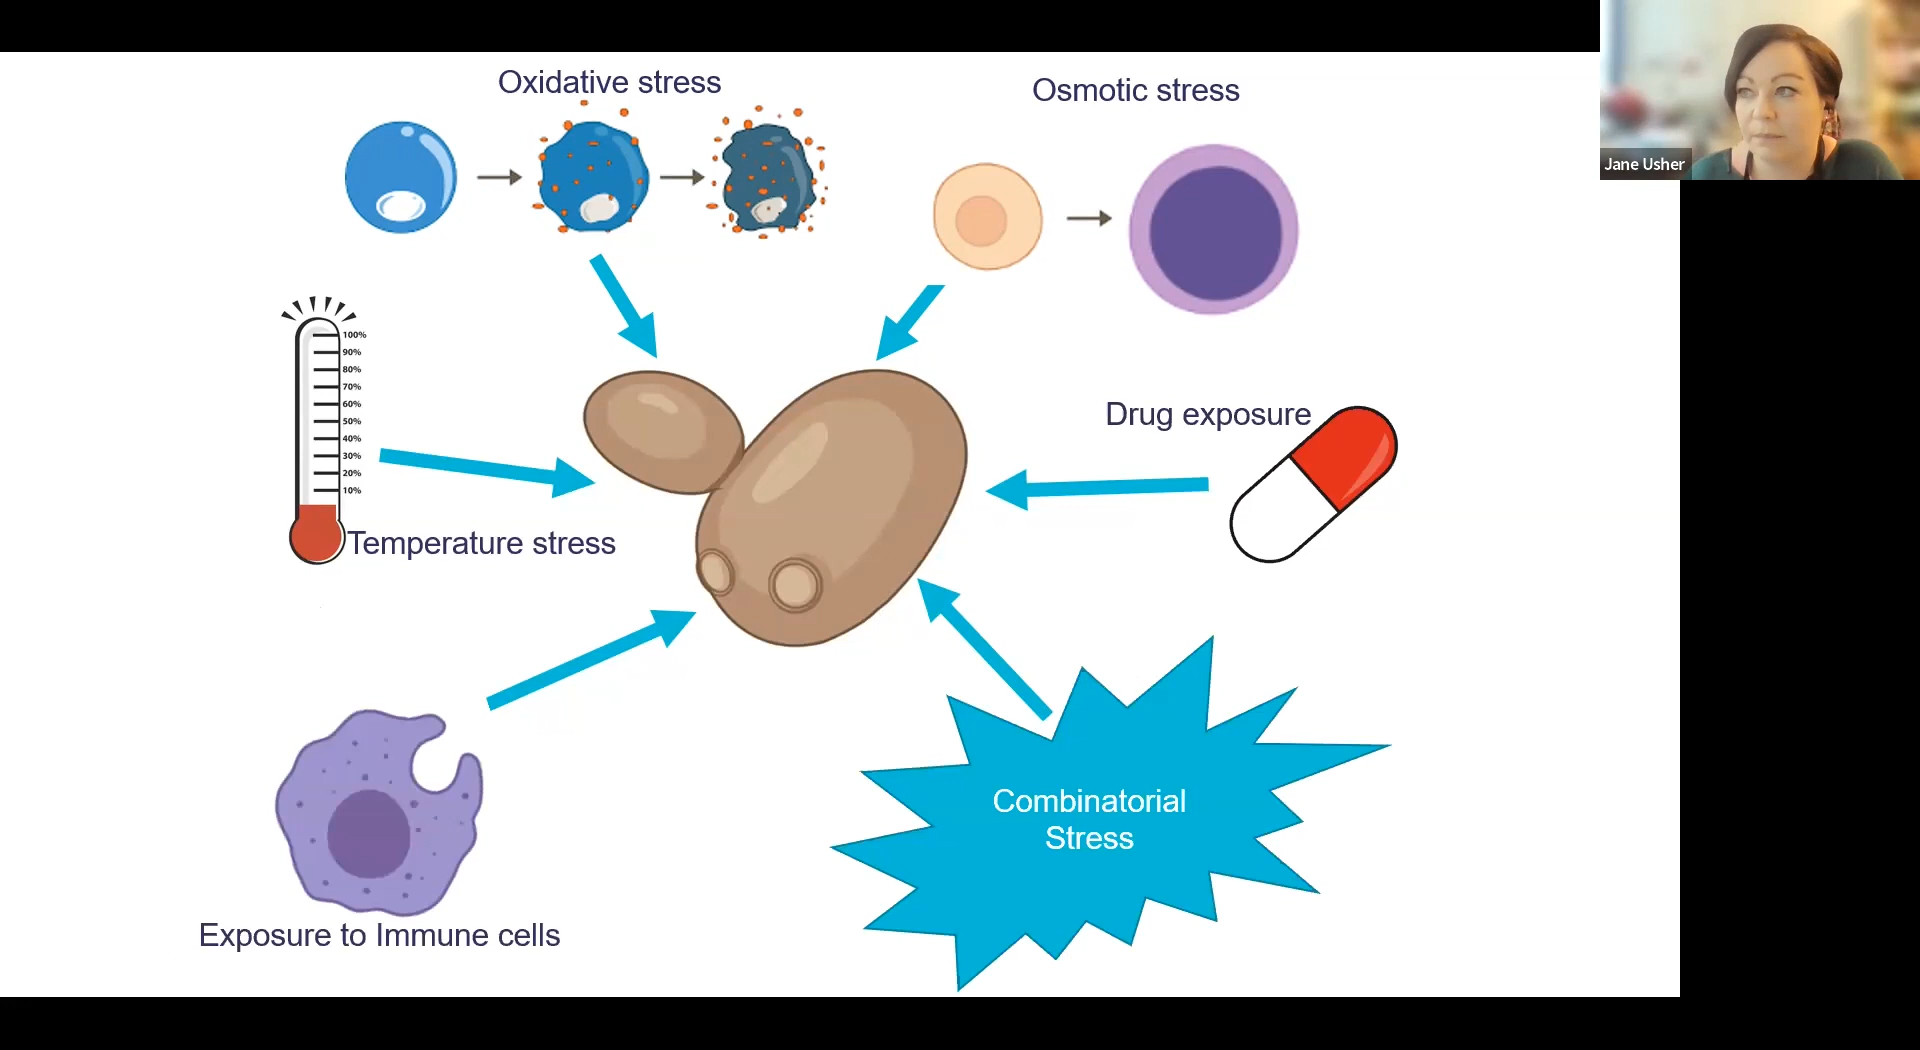 Oxidative stress
Osmotic stress
Jane Usher
100%
90%
80%
70%
60%
50%
40%
30%
20%
10%
Drug exposure
Temperature stress
Combinatorial
Stress
Exposure to Immune cells